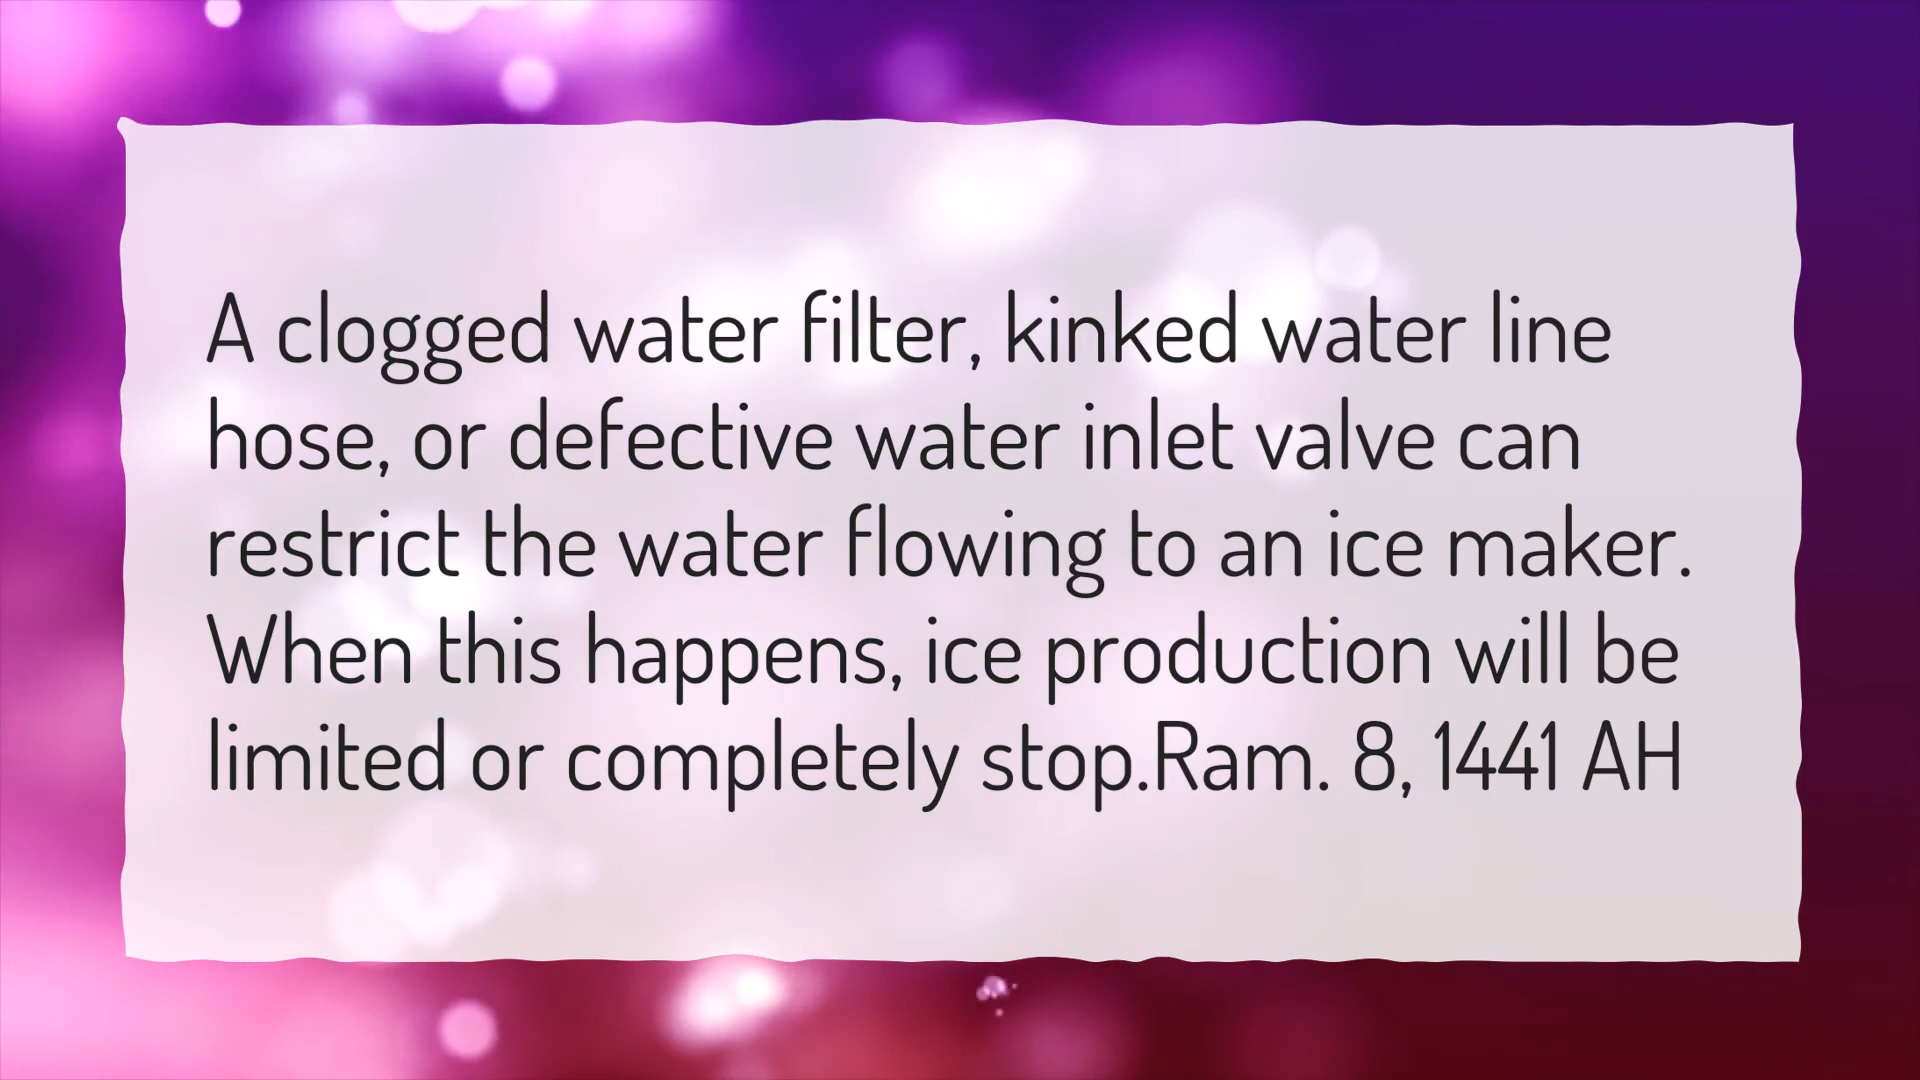 A clogged water filter, kinked water line
hose, or defective water inlet valve can
restrict the water flowing to an ice maker.
When this happens, ice production will be
limited or completely stop.Ram. 8, 1441 AH